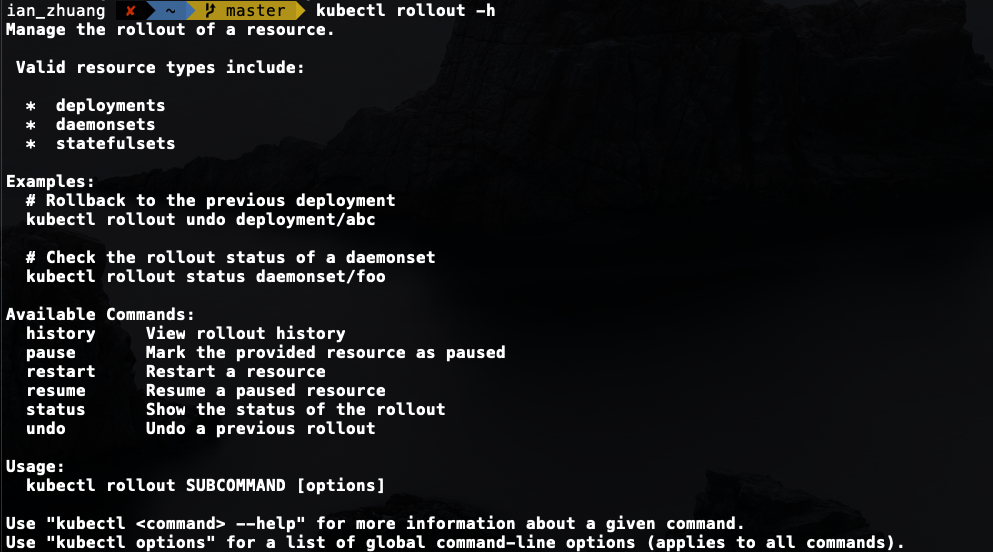 ian_zhuang ✘ ~ master kubectl rollout -h
Manage the rollout of a resource.
Valid resource types include:
* deployments
* daemonsets
* statefulsets
Examples:
# Rollback to the previous deployment
kubectl rollout undo deployment/abc
# Check the rollout status of a daemonset
kubectl rollout status daemonset/foo
Available Commands:
history View rollout history
pause Mark the provided resource as paused
restart Restart a resource
resume Resume a paused resource
status Show the status of the rollout
undo Undo a previous rollout
Usage:
kubectl rollout SUBCOMMAND [options]
Use "kubectl <command> --help" for more information about a given command.
Use "kubectl options" for a list of global command-line options (applies to all commands).